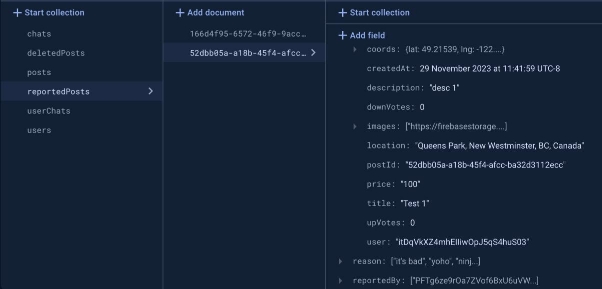 + Start collection
chats
deletedPosts
posts
reportedPosts
userChats
users
+ Add document
166d4f95-6572-46f9-9acc…
52dbb05a-a18b-45f4-afcc…
+ Start collection
+ Add field
coords: {lat: 49.21539, lng: -122....}
createdAt: 29 November 2023 at 11:41:59 UTC-8
description: "desc 1"
downVotes: 0
images: ["https://firebasestorage....]
location: "Queens Park, New Westminster, BC, Canada"
postId: "52dbb05a-a18b-45f4-afcc-ba32d3112ecc"
price: "100"
title: "Test 1"
upVotes: 0
user: "itDqVkXZ4mhEIliwOpJ5qS4huS03"
reason: ["it's bad", "yoho", "ninj...]
reportedBy: ["PFTg6ze9rOa7ZVof6BxU6uVW...]